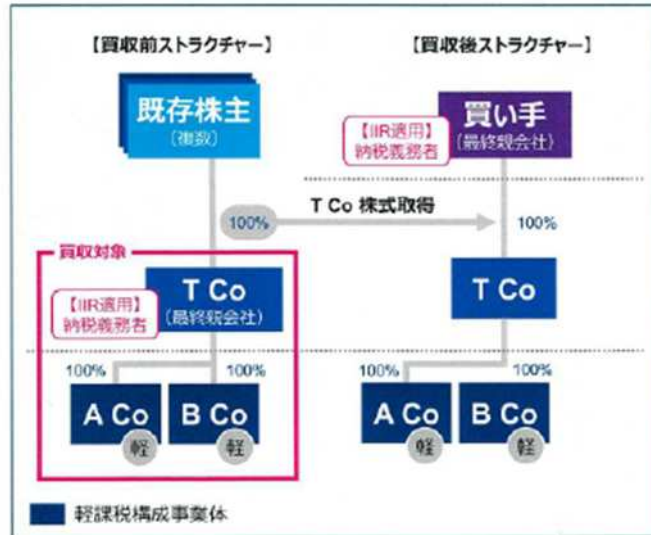 【買収前ストラクチャー】
【買収後ストラクチャー】
既存株主
(複数)
買い手
(最終親会社)
【IIR適用】
納税義務者
T Co 株式取得
100%
100%
買収対象
T Co
(最終親会社)
【IIR適用】
納税義務者
T Co
100%
100%
100%
100%
A Co
軽
B Co
軽
A Co
軽
B Co
軽
軽課税構成事業体